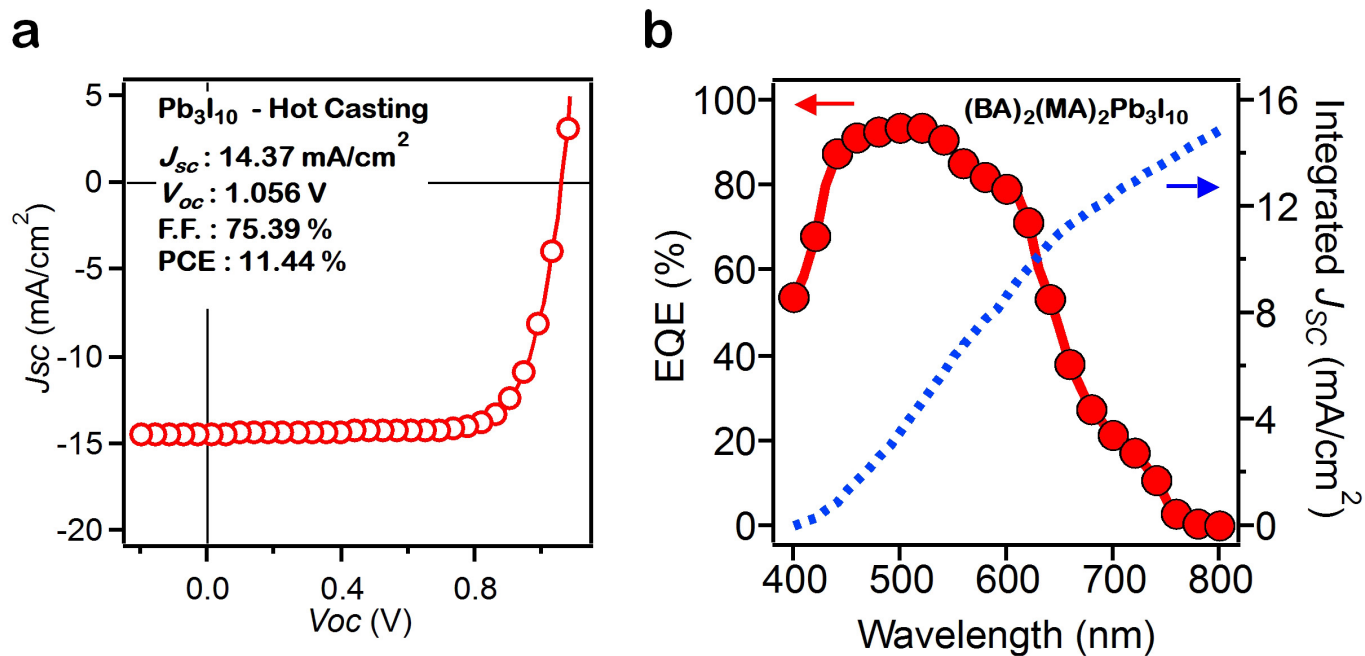 a
Pb₃I₁₀ - Hot Casting
Jsc : 14.37 mA/cm²
Voc : 1.056 V
F.F. : 75.39 %
PCE : 11.44 %
5
0
-5
-10
-15
-20
Jsc (mA/cm²)
0.0 0.4 0.8
Voc (V)
b
(BA)₂(MA)₂Pb₃I₁₀
100
80
60
40
20
0
EQE (%)
16
12
8
4
0
Integrated JSC (mA/cm²)
400 500 600 700 800
Wavelength (nm)